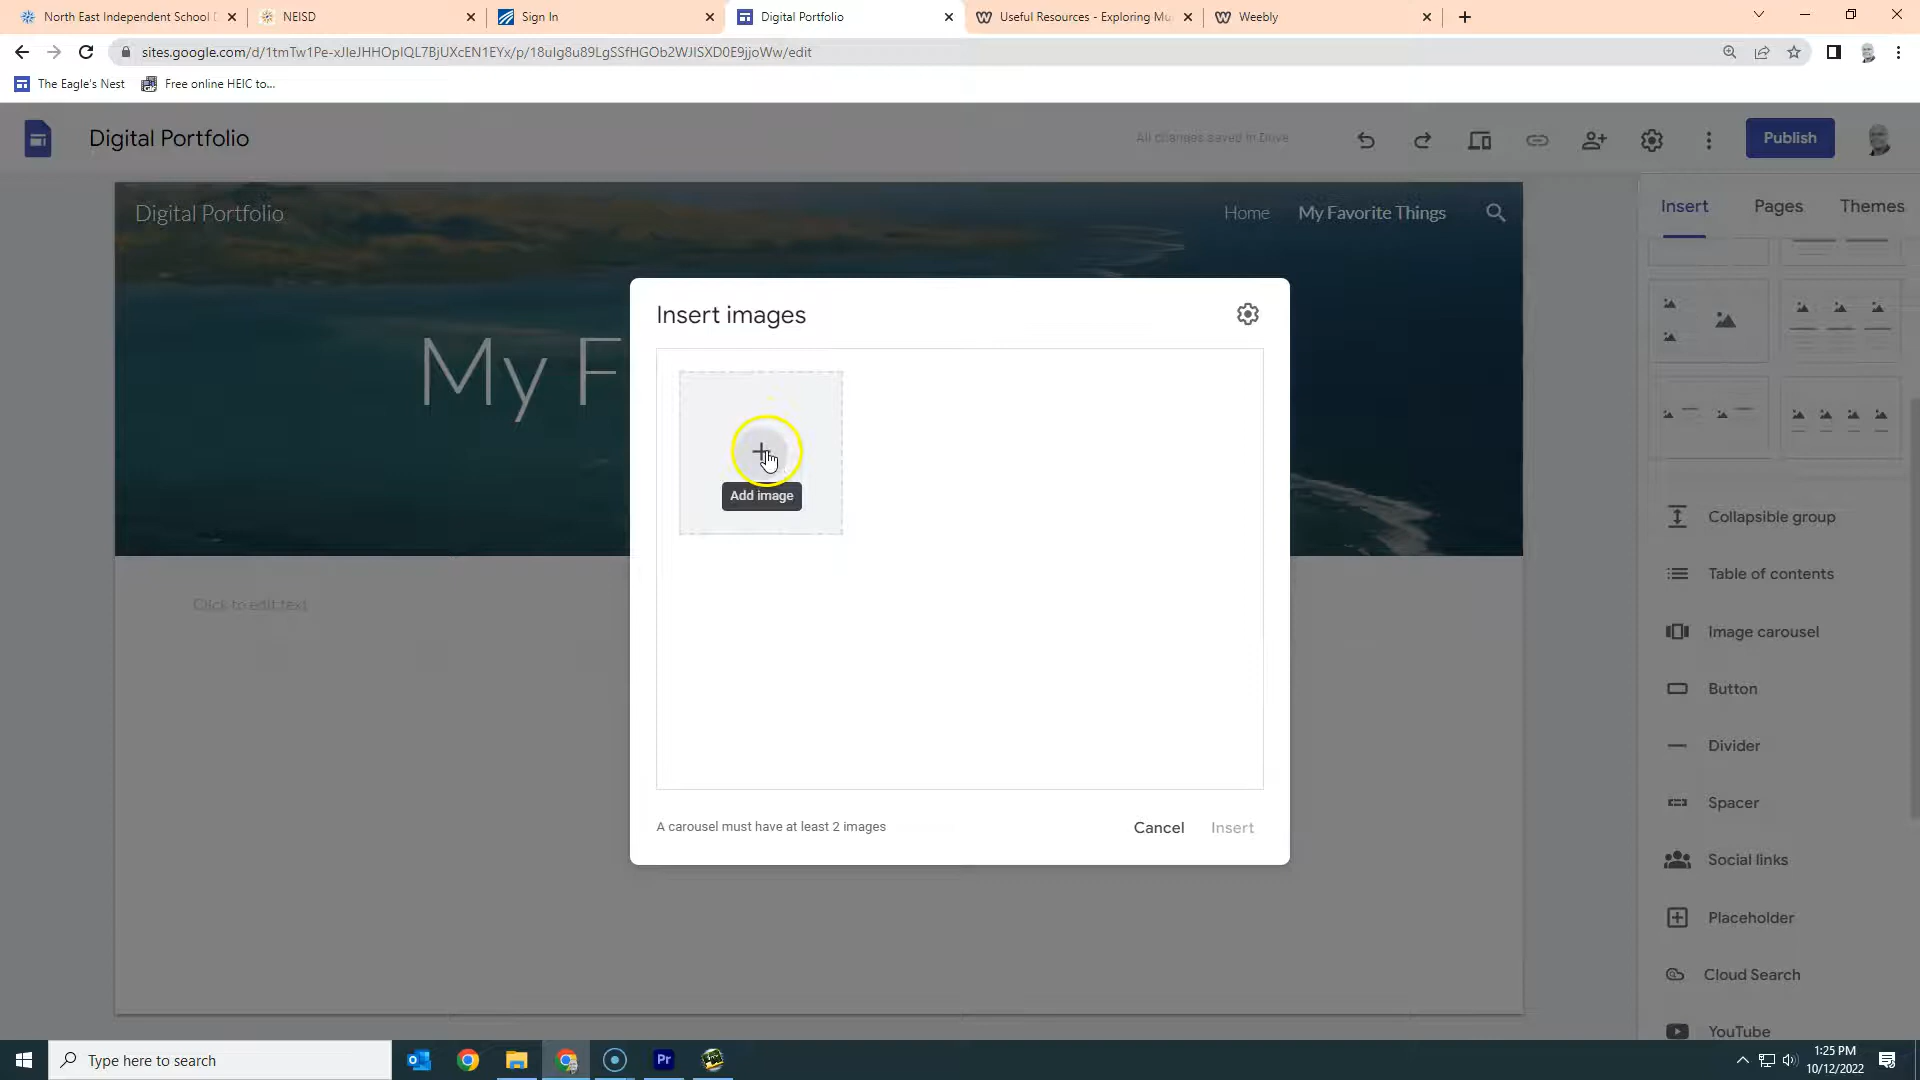 North East Independent School D
NEISD
Sign In
Digital Portfolio
Useful Resources - Exploring Mu
Weebly
sites.google.com/d/1tmTw1Pe-xJIeJHHOpIQL7BjUXcEN1EYx/p/18uIg8u89LgSSfHGOb2WJISXD0E9jjoWw/edit
The Eagle's Nest
Free online HEIC to...
Digital Portfolio
All changes saved in Drive
Publish
Digital Portfolio
Home
My Favorite Things
Insert
Pages
Themes
My F
Insert images
Add image
A carousel must have at least 2 images
Cancel
Insert
Click to edit text
Collapsible group
Table of contents
Image carousel
Button
Divider
Spacer
Social links
Placeholder
Cloud Search
YouTube
Type here to search
Pr
1:25 PM
10/12/2022